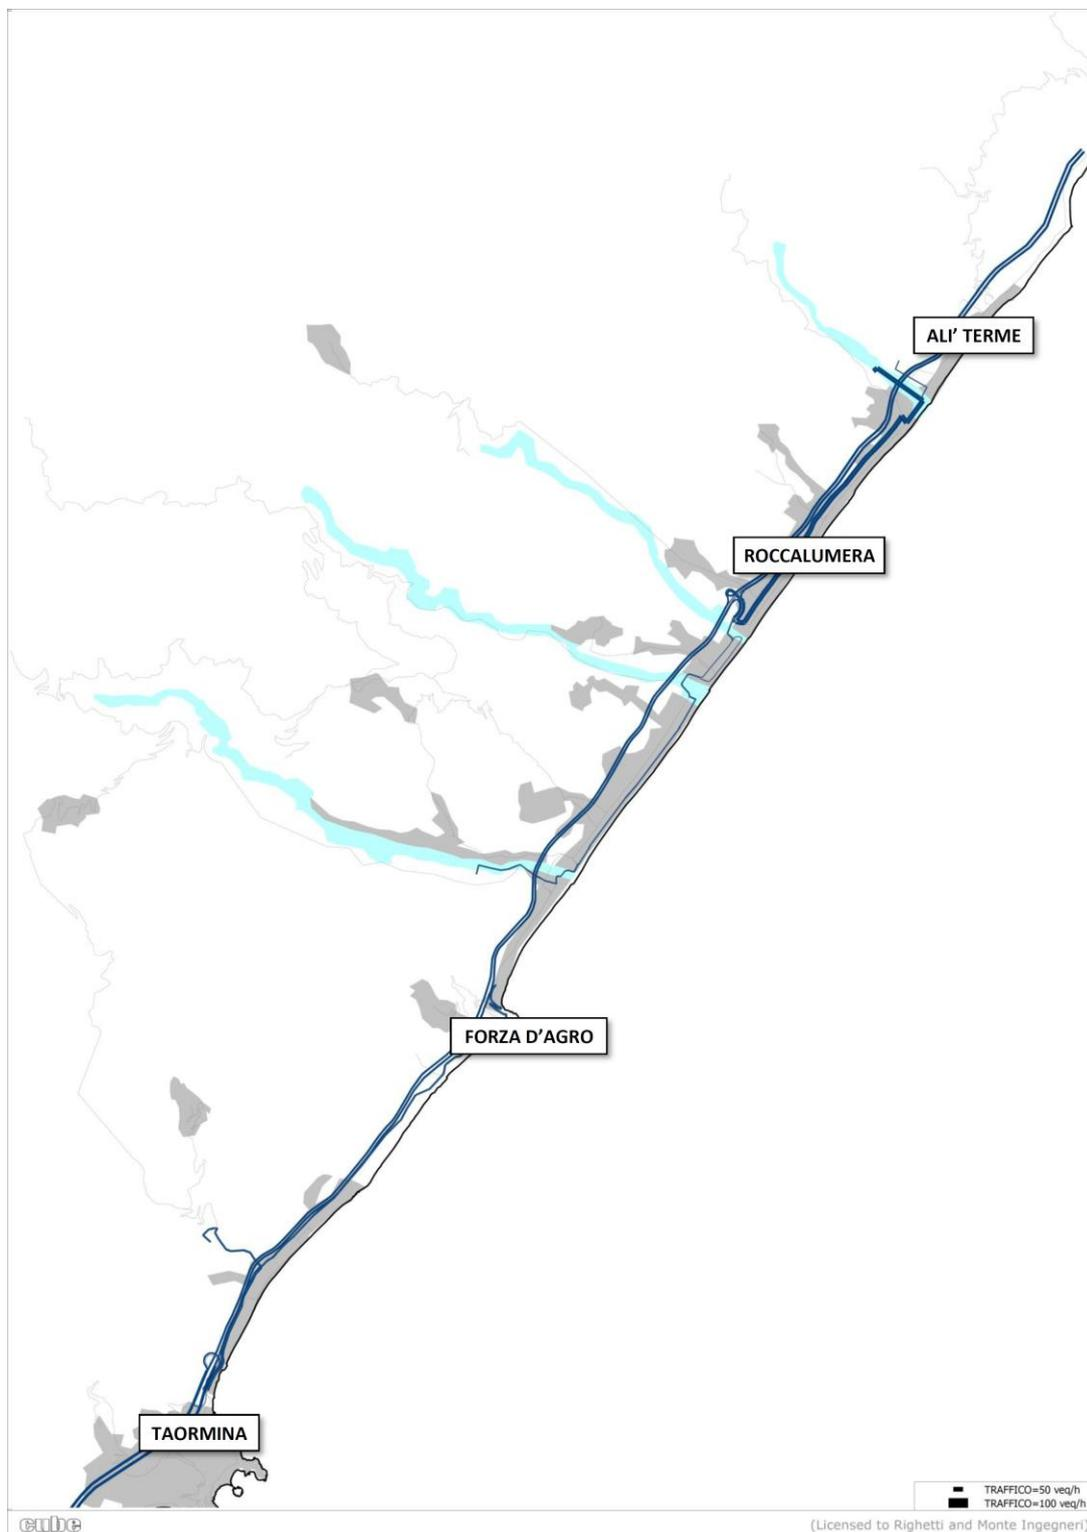 ALI' TERME
ROCCALUMERA
FORZA D'AGRO
TAORMINA
TRAFFICO=50 veq/h
TRAFFICO=100 veq/h
cube
(Licensed to Righetti and Monte Ingegneri)